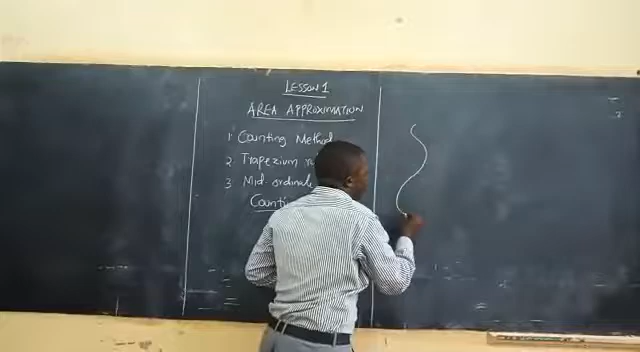 LESSON 1
AREA APPROXIMATION
1 Counting Method
2 Trapezium
3 Mid ordinate